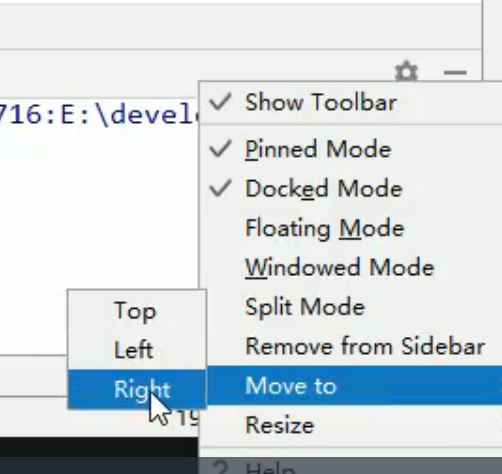 Show Toolbar
716:E:\develo
Pinned Mode
Docked Mode
Floating Mode
Windowed Mode
Split Mode
Remove from Sidebar
Move to
Resize
Help
Top
Left
Right
19